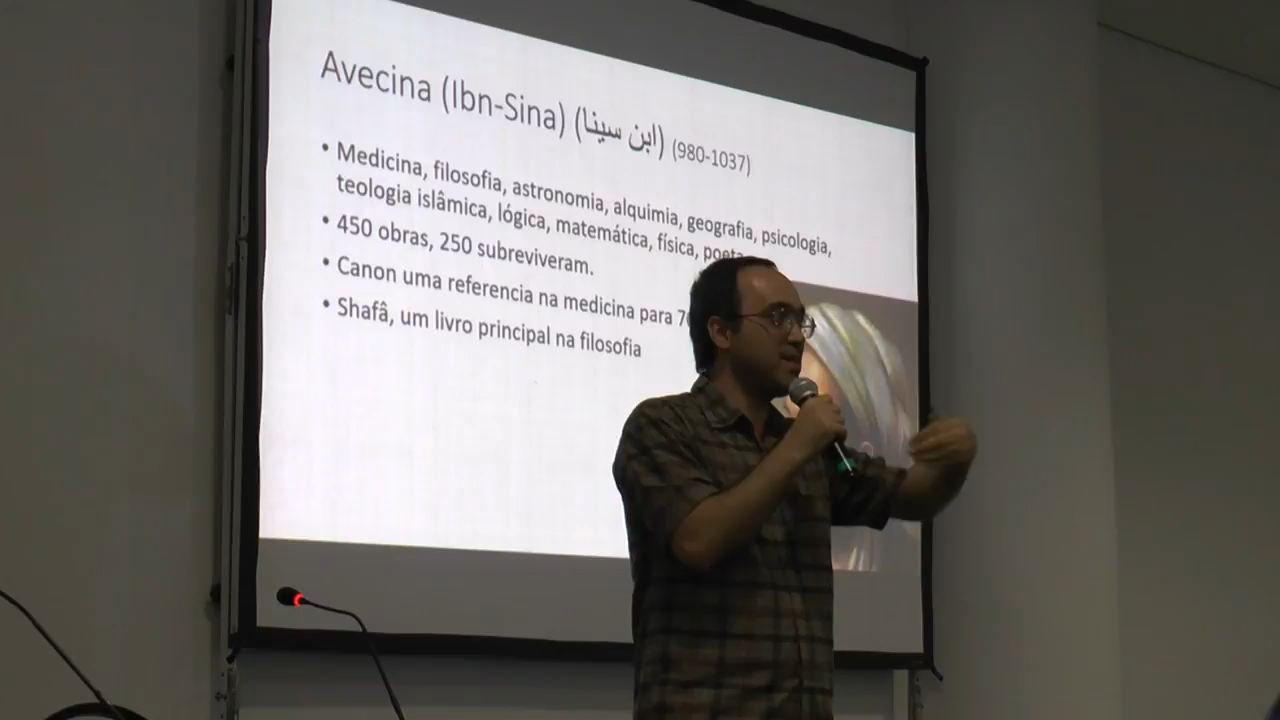 Avecina (Ibn-Sina) (ابن سينا) (980-1037)
• Medicina, filosofia, astronomia, alquimia, geografia, psicologia,
teologia islâmica, lógica, matemática, física,
• 450 obras, 250 subreviveram.
• Canon uma referencia na medicina para
• Shafâ, um livro principal na filosofia